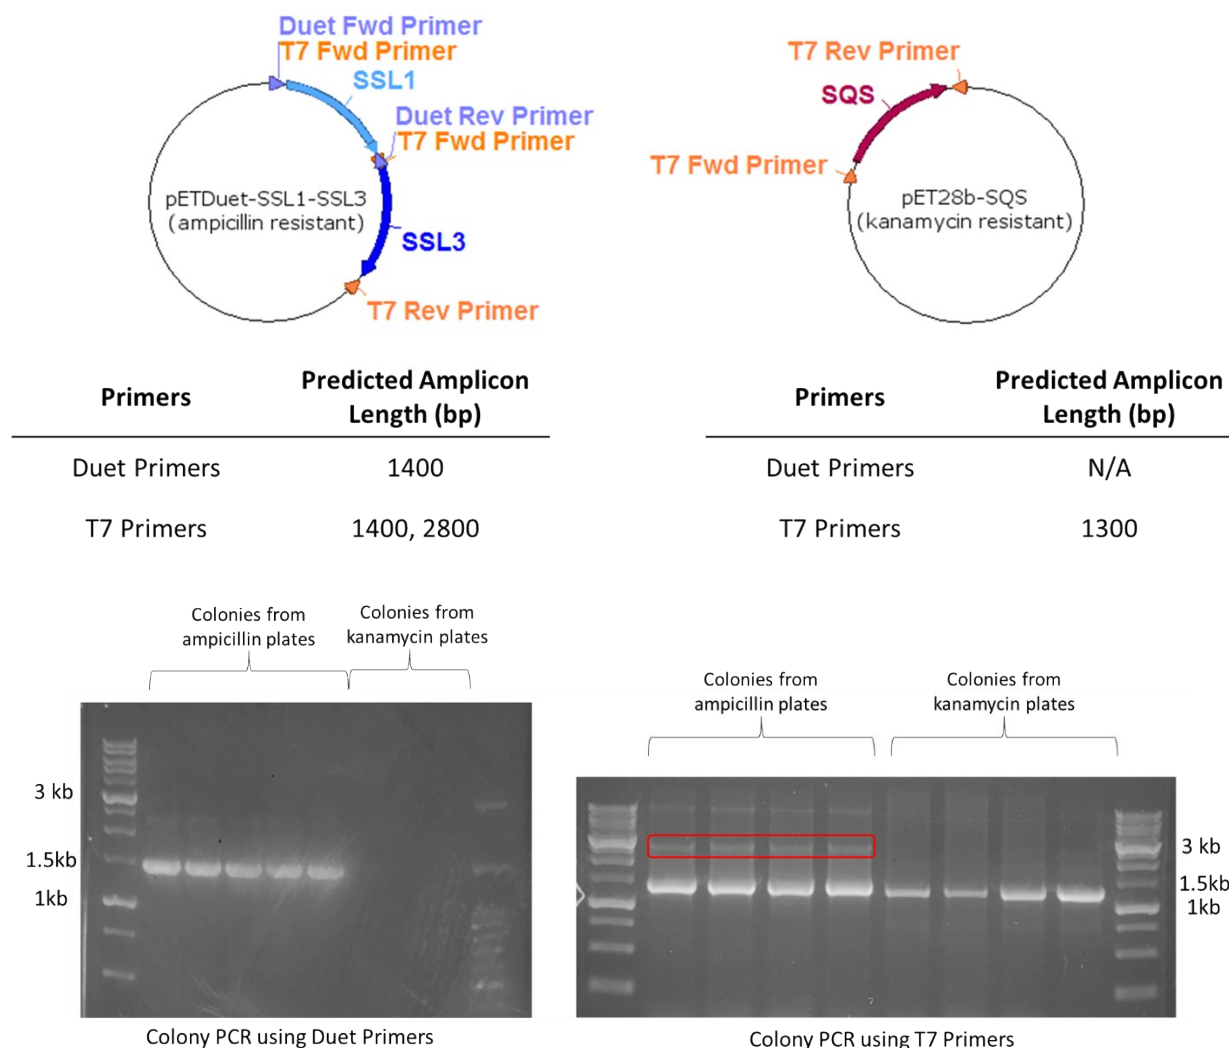 Duet Fwd Primer
T7 Fwd Primer
SSL1
Duet Rev Primer
T7 Fwd Primer
pETDuet-SSL1-SSL3
(ampicillin resistant)
SSL3
T7 Rev Primer
T7 Rev Primer
SQS
T7 Fwd Primer
pET28b-SQS
(kanamycin resistant)
Primers
Predicted Amplicon
Length (bp)
Duet Primers 1400
T7 Primers 1400, 2800
Primers
Predicted Amplicon
Length (bp)
Duet Primers N/A
T7 Primers 1300
Colonies from
ampicillin plates
Colonies from
kanamycin plates
3 kb
1.5kb
1kb
Colony PCR using Duet Primers
Colonies from
ampicillin plates
Colonies from
kanamycin plates
3 kb
1.5kb
1kb
Colony PCR using T7 Primers